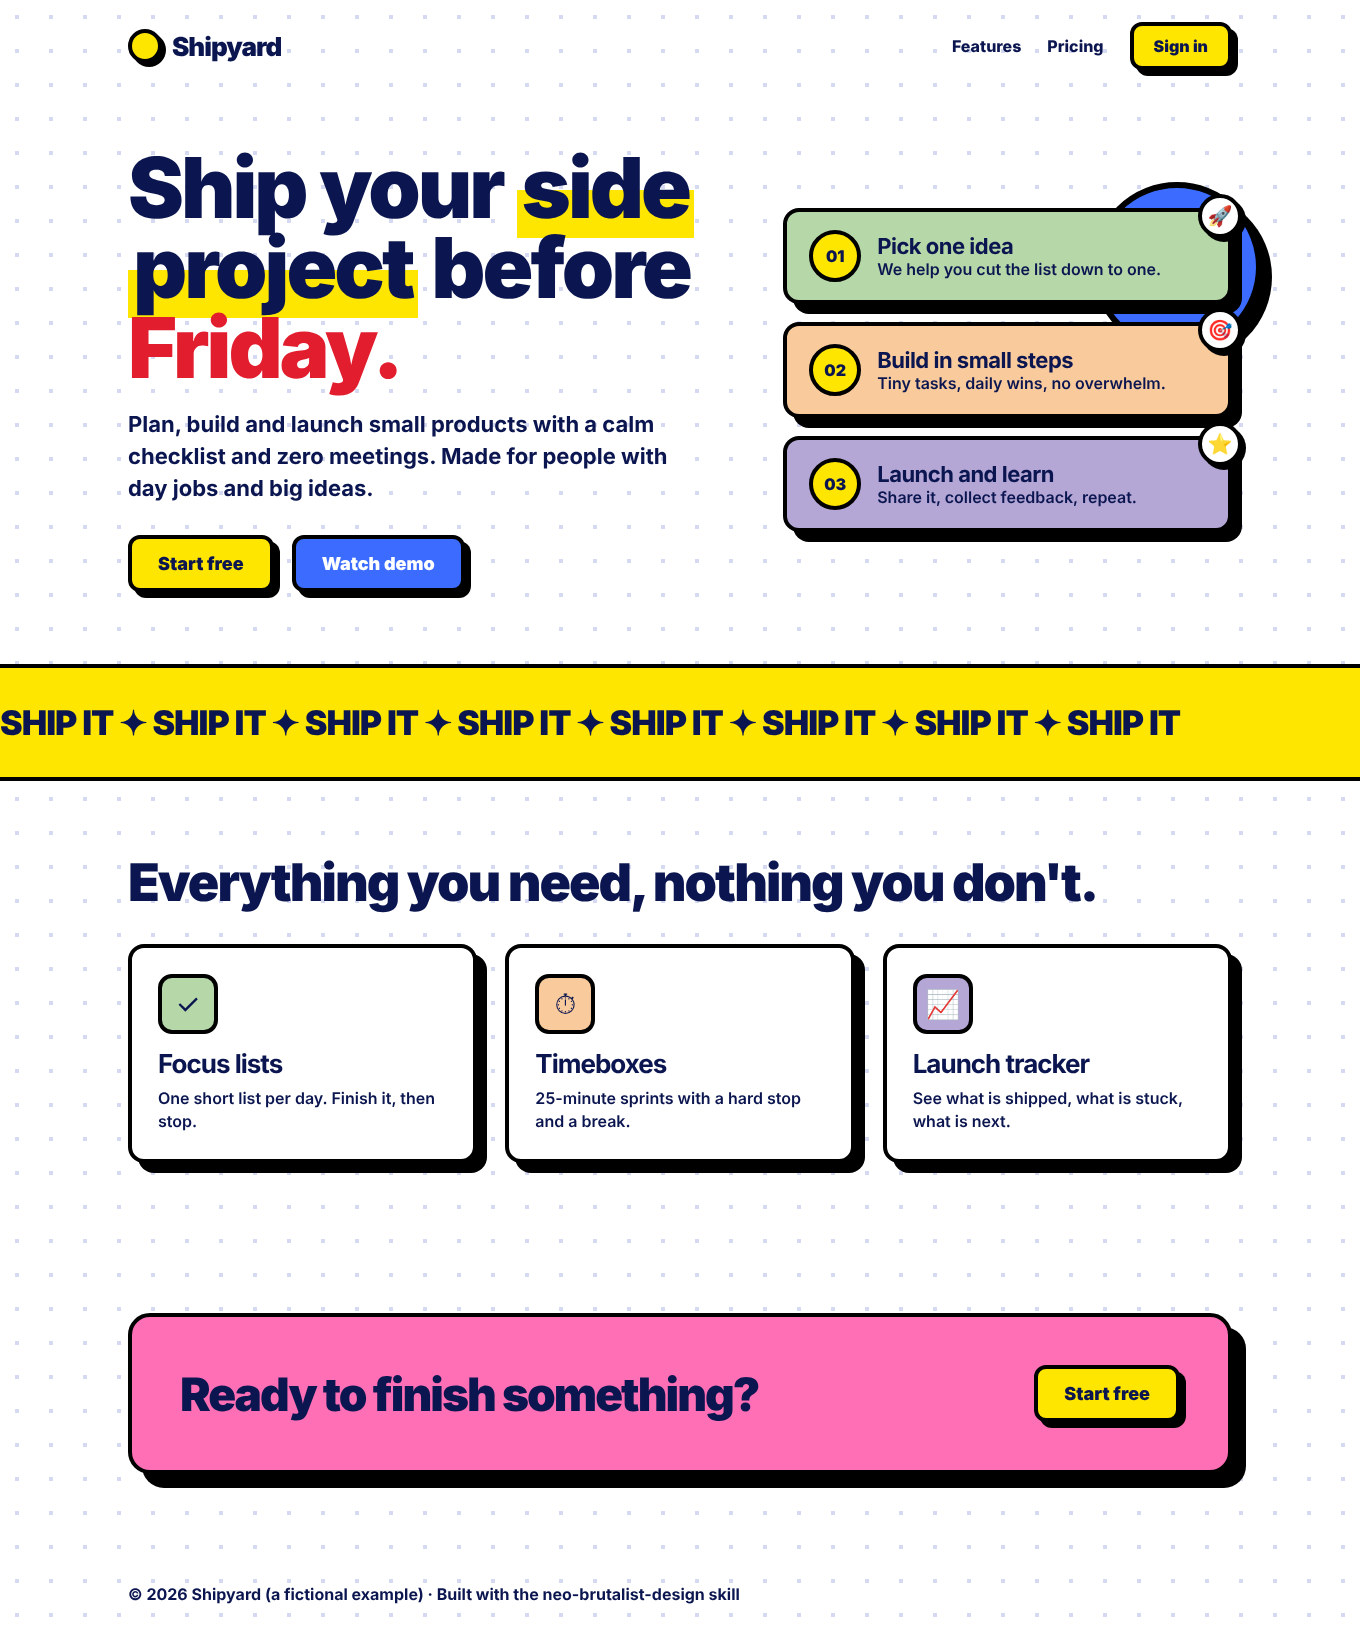 Shipyard
Features Pricing Sign in
Ship your side
project before
Friday.
Plan, build and launch small products with a calm
checklist and zero meetings. Made for people with
day jobs and big ideas.
Start free Watch demo
01
Pick one idea
We help you cut the list down to one.
02
Build in small steps
Tiny tasks, daily wins, no overwhelm.
03
Launch and learn
Share it, collect feedback, repeat.
SHIP IT ✦ SHIP IT ✦ SHIP IT ✦ SHIP IT ✦ SHIP IT ✦ SHIP IT ✦ SHIP IT ✦ SHIP IT
Everything you need, nothing you don't.
Focus lists
One short list per day. Finish it, then
stop.
Timeboxes
25-minute sprints with a hard stop
and a break.
Launch tracker
See what is shipped, what is stuck,
what is next.
Ready to finish something?
Start free
© 2026 Shipyard (a fictional example) · Built with the neo-brutalist-design skill